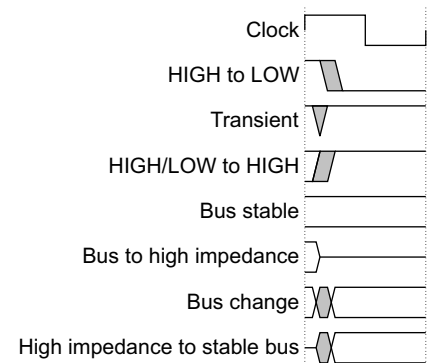 Clock
HIGH to LOW
Transient
HIGH/LOW to HIGH
Bus stable
Bus to high impedance
Bus change
High impedance to stable bus